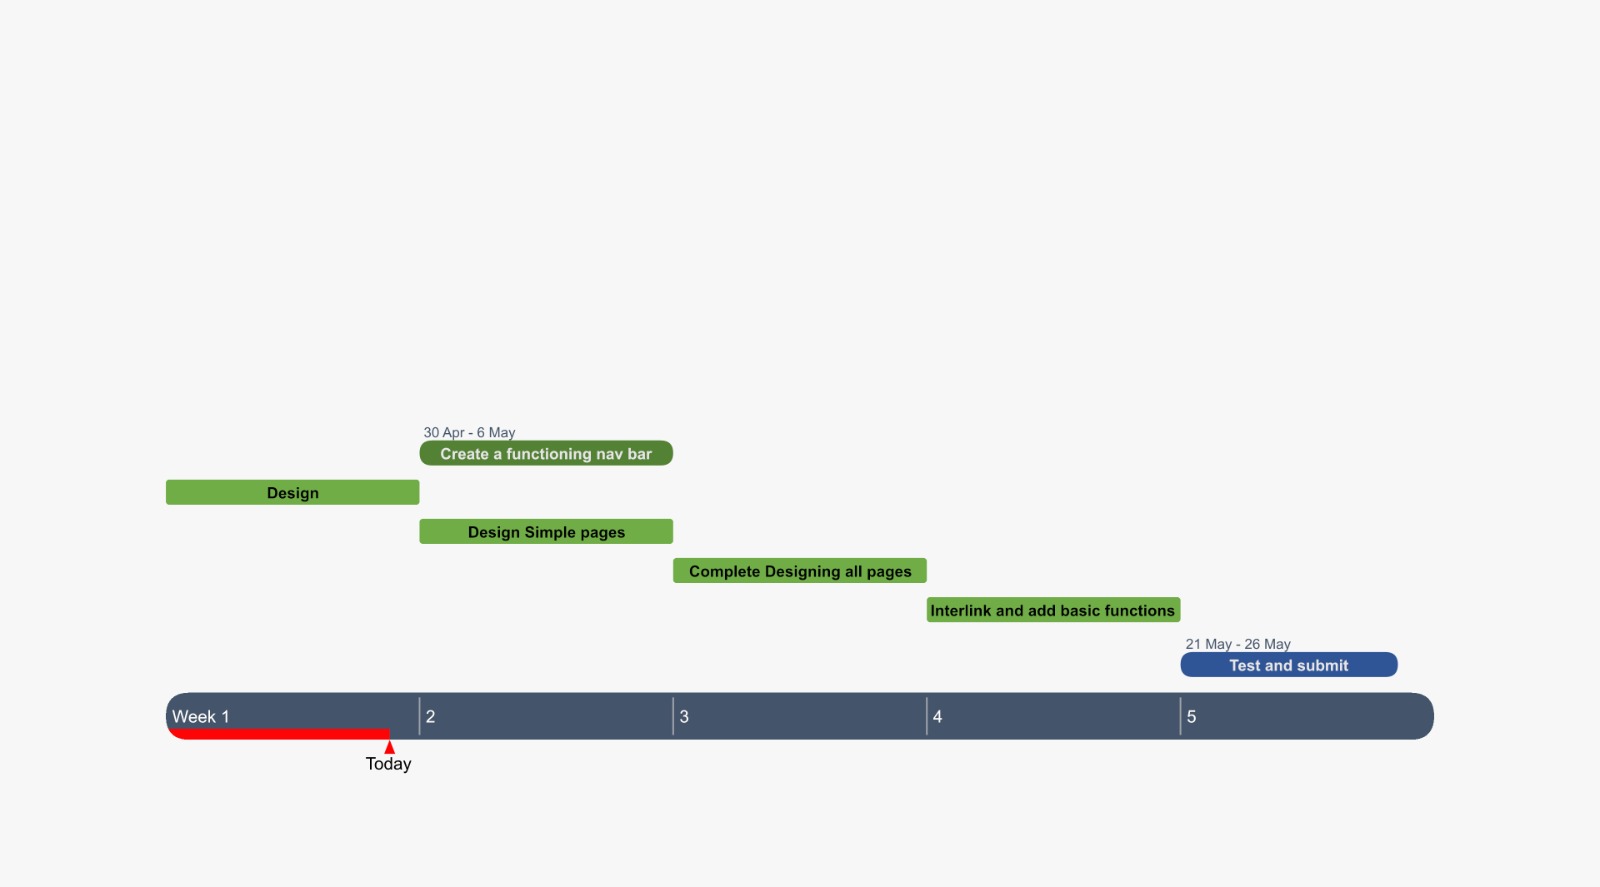 30 Apr - 6 May
Create a functioning nav bar
Design
Design Simple pages
Complete Designing all pages
Interlink and add basic functions
21 May - 26 May
Test and submit
Week 1 2 3 4 5
Today